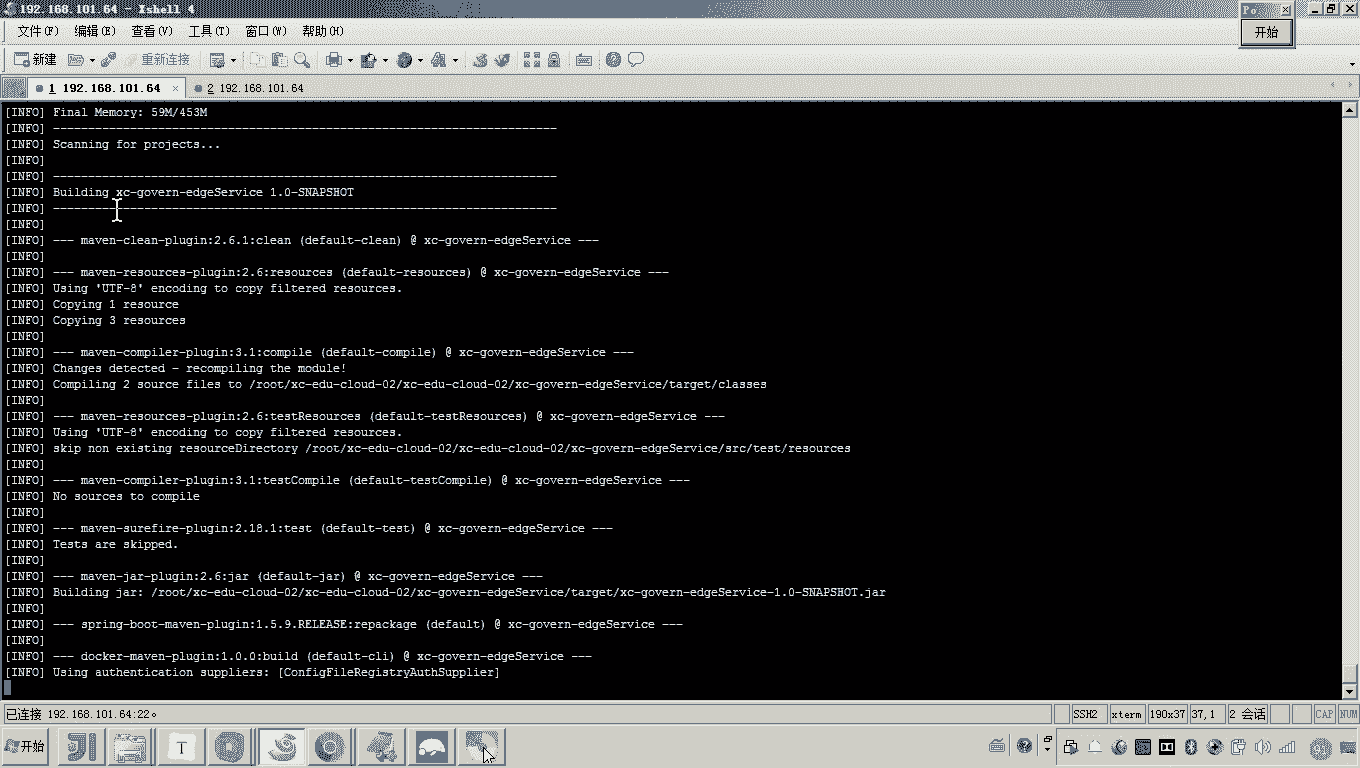 192.168.101.64 - Xshell 4
Po
开始
文件(F) 编辑(E) 查看(V) 工具(T) 窗口(W) 帮助(H)
新建 重新连接
1 192.168.101.64 × 2 192.168.101.64
[INFO] Final Memory: 59M/453M
[INFO] ------------------------------------------------------------------------
[INFO] Scanning for projects...
[INFO]
[INFO] ------------------------------------------------------------------------
[INFO] Building xc-govern-edgeService 1.0-SNAPSHOT
[INFO] ------------------------------------------------------------------------
[INFO]
[INFO] --- maven-clean-plugin:2.6.1:clean (default-clean) @ xc-govern-edgeService ---
[INFO]
[INFO] --- maven-resources-plugin:2.6:resources (default-resources) @ xc-govern-edgeService ---
[INFO] Using 'UTF-8' encoding to copy filtered resources.
[INFO] Copying 1 resource
[INFO] Copying 3 resources
[INFO]
[INFO] --- maven-compiler-plugin:3.1:compile (default-compile) @ xc-govern-edgeService ---
[INFO] Changes detected - recompiling the module!
[INFO] Compiling 2 source files to /root/xc-edu-cloud-02/xc-edu-cloud-02/xc-govern-edgeService/target/classes
[INFO]
[INFO] --- maven-resources-plugin:2.6:testResources (default-testResources) @ xc-govern-edgeService ---
[INFO] Using 'UTF-8' encoding to copy filtered resources.
[INFO] skip non existing resourceDirectory /root/xc-edu-cloud-02/xc-edu-cloud-02/xc-govern-edgeService/src/test/resources
[INFO]
[INFO] --- maven-compiler-plugin:3.1:testCompile (default-testCompile) @ xc-govern-edgeService ---
[INFO] No sources to compile
[INFO]
[INFO] --- maven-surefire-plugin:2.18.1:test (default-test) @ xc-govern-edgeService ---
[INFO] Tests are skipped.
[INFO]
[INFO] --- maven-jar-plugin:2.6:jar (default-jar) @ xc-govern-edgeService ---
[INFO] Building jar: /root/xc-edu-cloud-02/xc-edu-cloud-02/xc-govern-edgeService/target/xc-govern-edgeService-1.0-SNAPSHOT.jar
[INFO]
[INFO] --- spring-boot-maven-plugin:1.5.9.RELEASE:repackage (default) @ xc-govern-edgeService ---
[INFO]
[INFO] --- docker-maven-plugin:1.0.0:build (default-cli) @ xc-govern-edgeService ---
[INFO] Using authentication suppliers: [ConfigFileRegistryAuthSupplier]
已连接 192.168.101.64:22。 SSH2 xterm 190x37 37,1 2 会话 CAP NUM
开始 T